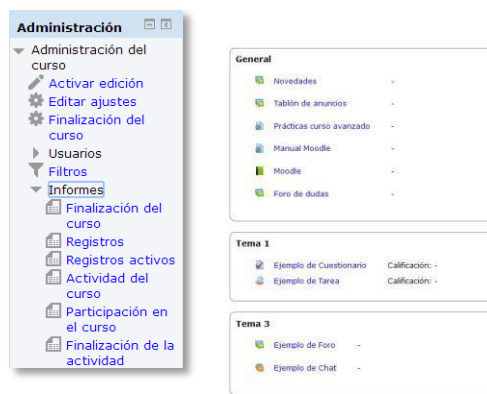 Administración
Administración del
curso
Activar edición
Editar ajustes
Finalización del
curso
Usuarios
Filtros
Informes
Finalización del
curso
Registros
Registros activos
Actividad del
curso
Participación en
el curso
Finalización de la
actividad
General
Novedades -
Tablón de anuncios -
Prácticas curso avanzado -
Manual Moodle -
Moodle -
Foro de dudas -
Tema 1
Ejemplo de Cuestionario Calificación: -
Ejemplo de Tarea Calificación: -
Tema 3
Ejemplo de Foro -
Ejemplo de Chat -